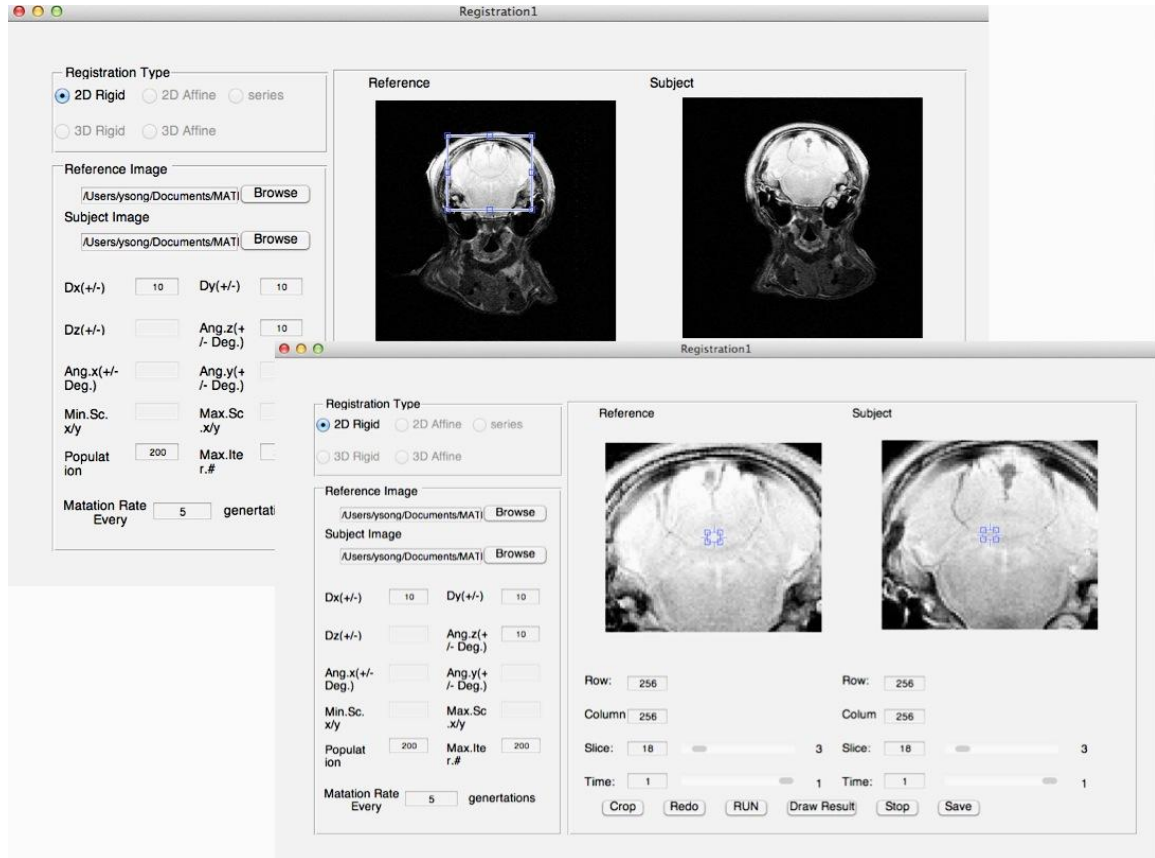 Registration1
Registration Type
2D Rigid 2D Affine series
3D Rigid 3D Affine
Reference Image
/Users/ysong/Documents/MATI Browse
Subject Image
/Users/ysong/Documents/MATI Browse
Dx(+/-) 10 Dy(+/-) 10
Dz(+/-) Ang.z(+
/- Deg.) 10
Ang.x(+/-
Deg.) Ang.y(+
/- Deg.)
Min.Sc.
x/y Max.Sc
.x/y
Populat
ion 200 Max.Ite
r.#
Matation Rate
Every 5 genertati
Reference Subject
Registration1
Registration Type
2D Rigid 2D Affine series
3D Rigid 3D Affine
Reference Image
/Users/ysong/Documents/MATI Browse
Subject Image
/Users/ysong/Documents/MATI Browse
Dx(+/-) 10 Dy(+/-) 10
Dz(+/-) Ang.z(+
/- Deg.) 10
Ang.x(+/-
Deg.) Ang.y(+
/- Deg.)
Min.Sc.
x/y Max.Sc
.x/y
Populat
ion 200 Max.Ite
r.# 200
Matation Rate
Every 5 genertations
Reference Subject
Row: 256 Row: 256
Column 256 Colum 256
Slice: 18 3 Slice: 18 3
Time: 1 1 Time: 1 1
Crop Redo RUN Draw Result Stop Save